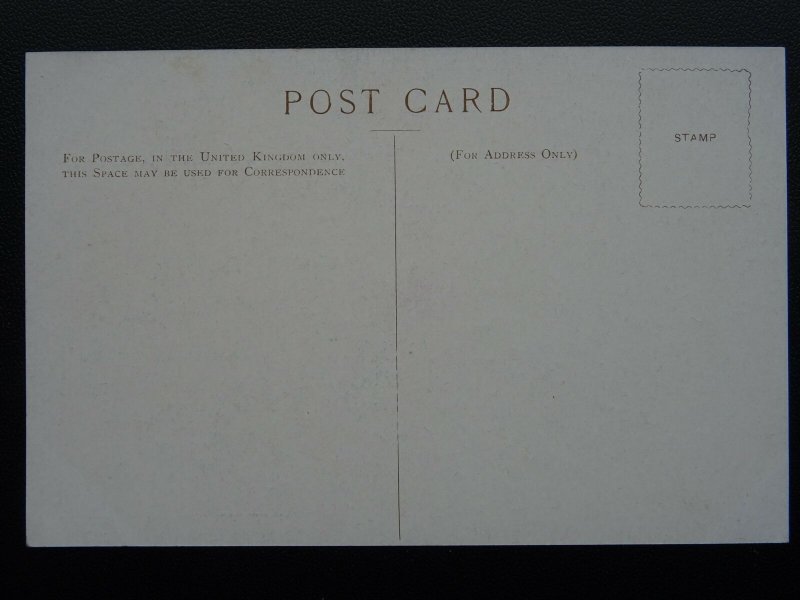 POST CARD
FOR POSTAGE, IN THE UNITED KINGDOM ONLY,
THIS SPACE MAY BE USED FOR CORRESPONDENCE
(FOR ADDRESS ONLY)
STAMP